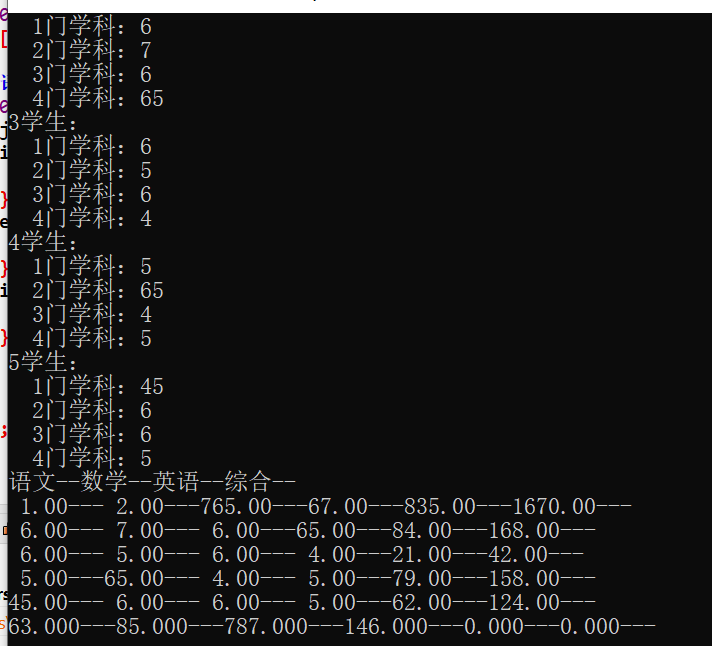 1门学科: 6
2门学科: 7
3门学科: 6
4门学科: 65
3学生:
1门学科: 6
2门学科: 5
3门学科: 6
4门学科: 4
4学生:
1门学科: 5
2门学科: 65
3门学科: 4
4门学科: 5
5学生:
1门学科: 45
2门学科: 6
3门学科: 6
4门学科: 5
语文--数学--英语--综合--
1.00--- 2.00---765.00---67.00---835.00---1670.00---
6.00--- 7.00--- 6.00---65.00---84.00---168.00---
6.00--- 5.00--- 6.00--- 4.00---21.00---42.00---
5.00---65.00--- 4.00--- 5.00---79.00---158.00---
45.00--- 6.00--- 6.00--- 5.00---62.00---124.00---
63.000---85.000---787.000---146.000---0.000---0.000---